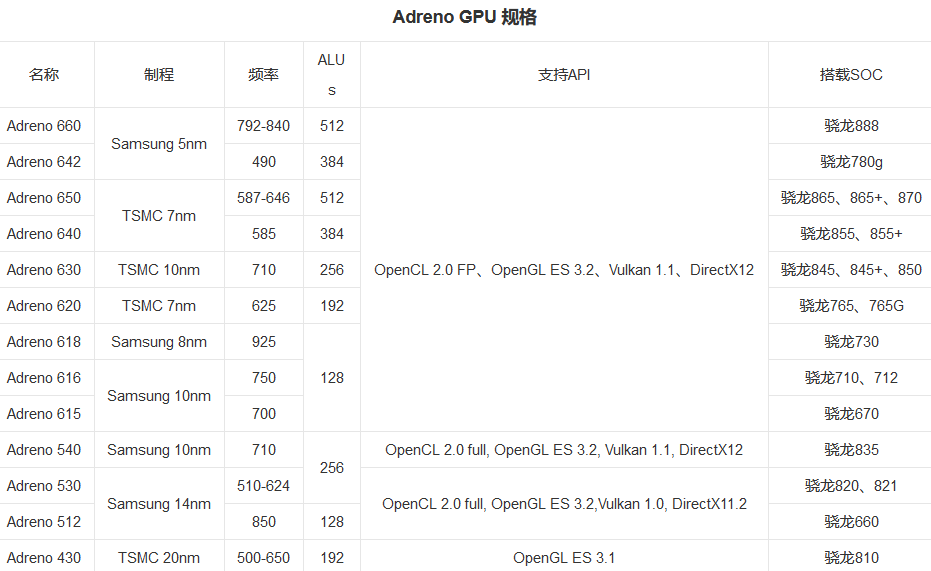 Adreno GPU 规格
名称 制程 频率 ALUs 支持API 搭载SOC
Adreno 660 Samsung 5nm 792-840 512 OpenCL 2.0 FP、OpenGL ES 3.2、Vulkan 1.1、DirectX12 骁龙888
Adreno 642 490 384 骁龙780g
Adreno 650 TSMC 7nm 587-646 512 骁龙865、865+、870
Adreno 640 585 384 骁龙855、855+
Adreno 630 TSMC 10nm 710 256 骁龙845、845+、850
Adreno 620 TSMC 7nm 625 192 骁龙765、765G
Adreno 618 Samsung 8nm 925 128 骁龙730
Adreno 616 Samsung 10nm 750 骁龙710、712
Adreno 615 700 骁龙670
Adreno 540 Samsung 10nm 710 256 OpenCL 2.0 full, OpenGL ES 3.2, Vulkan 1.1, DirectX12 骁龙835
Adreno 530 Samsung 14nm 510-624 OpenCL 2.0 full, OpenGL ES 3.2,Vulkan 1.0, DirectX11.2 骁龙820、821
Adreno 512 850 128 骁龙660
Adreno 430 TSMC 20nm 500-650 192 OpenGL ES 3.1 骁龙810